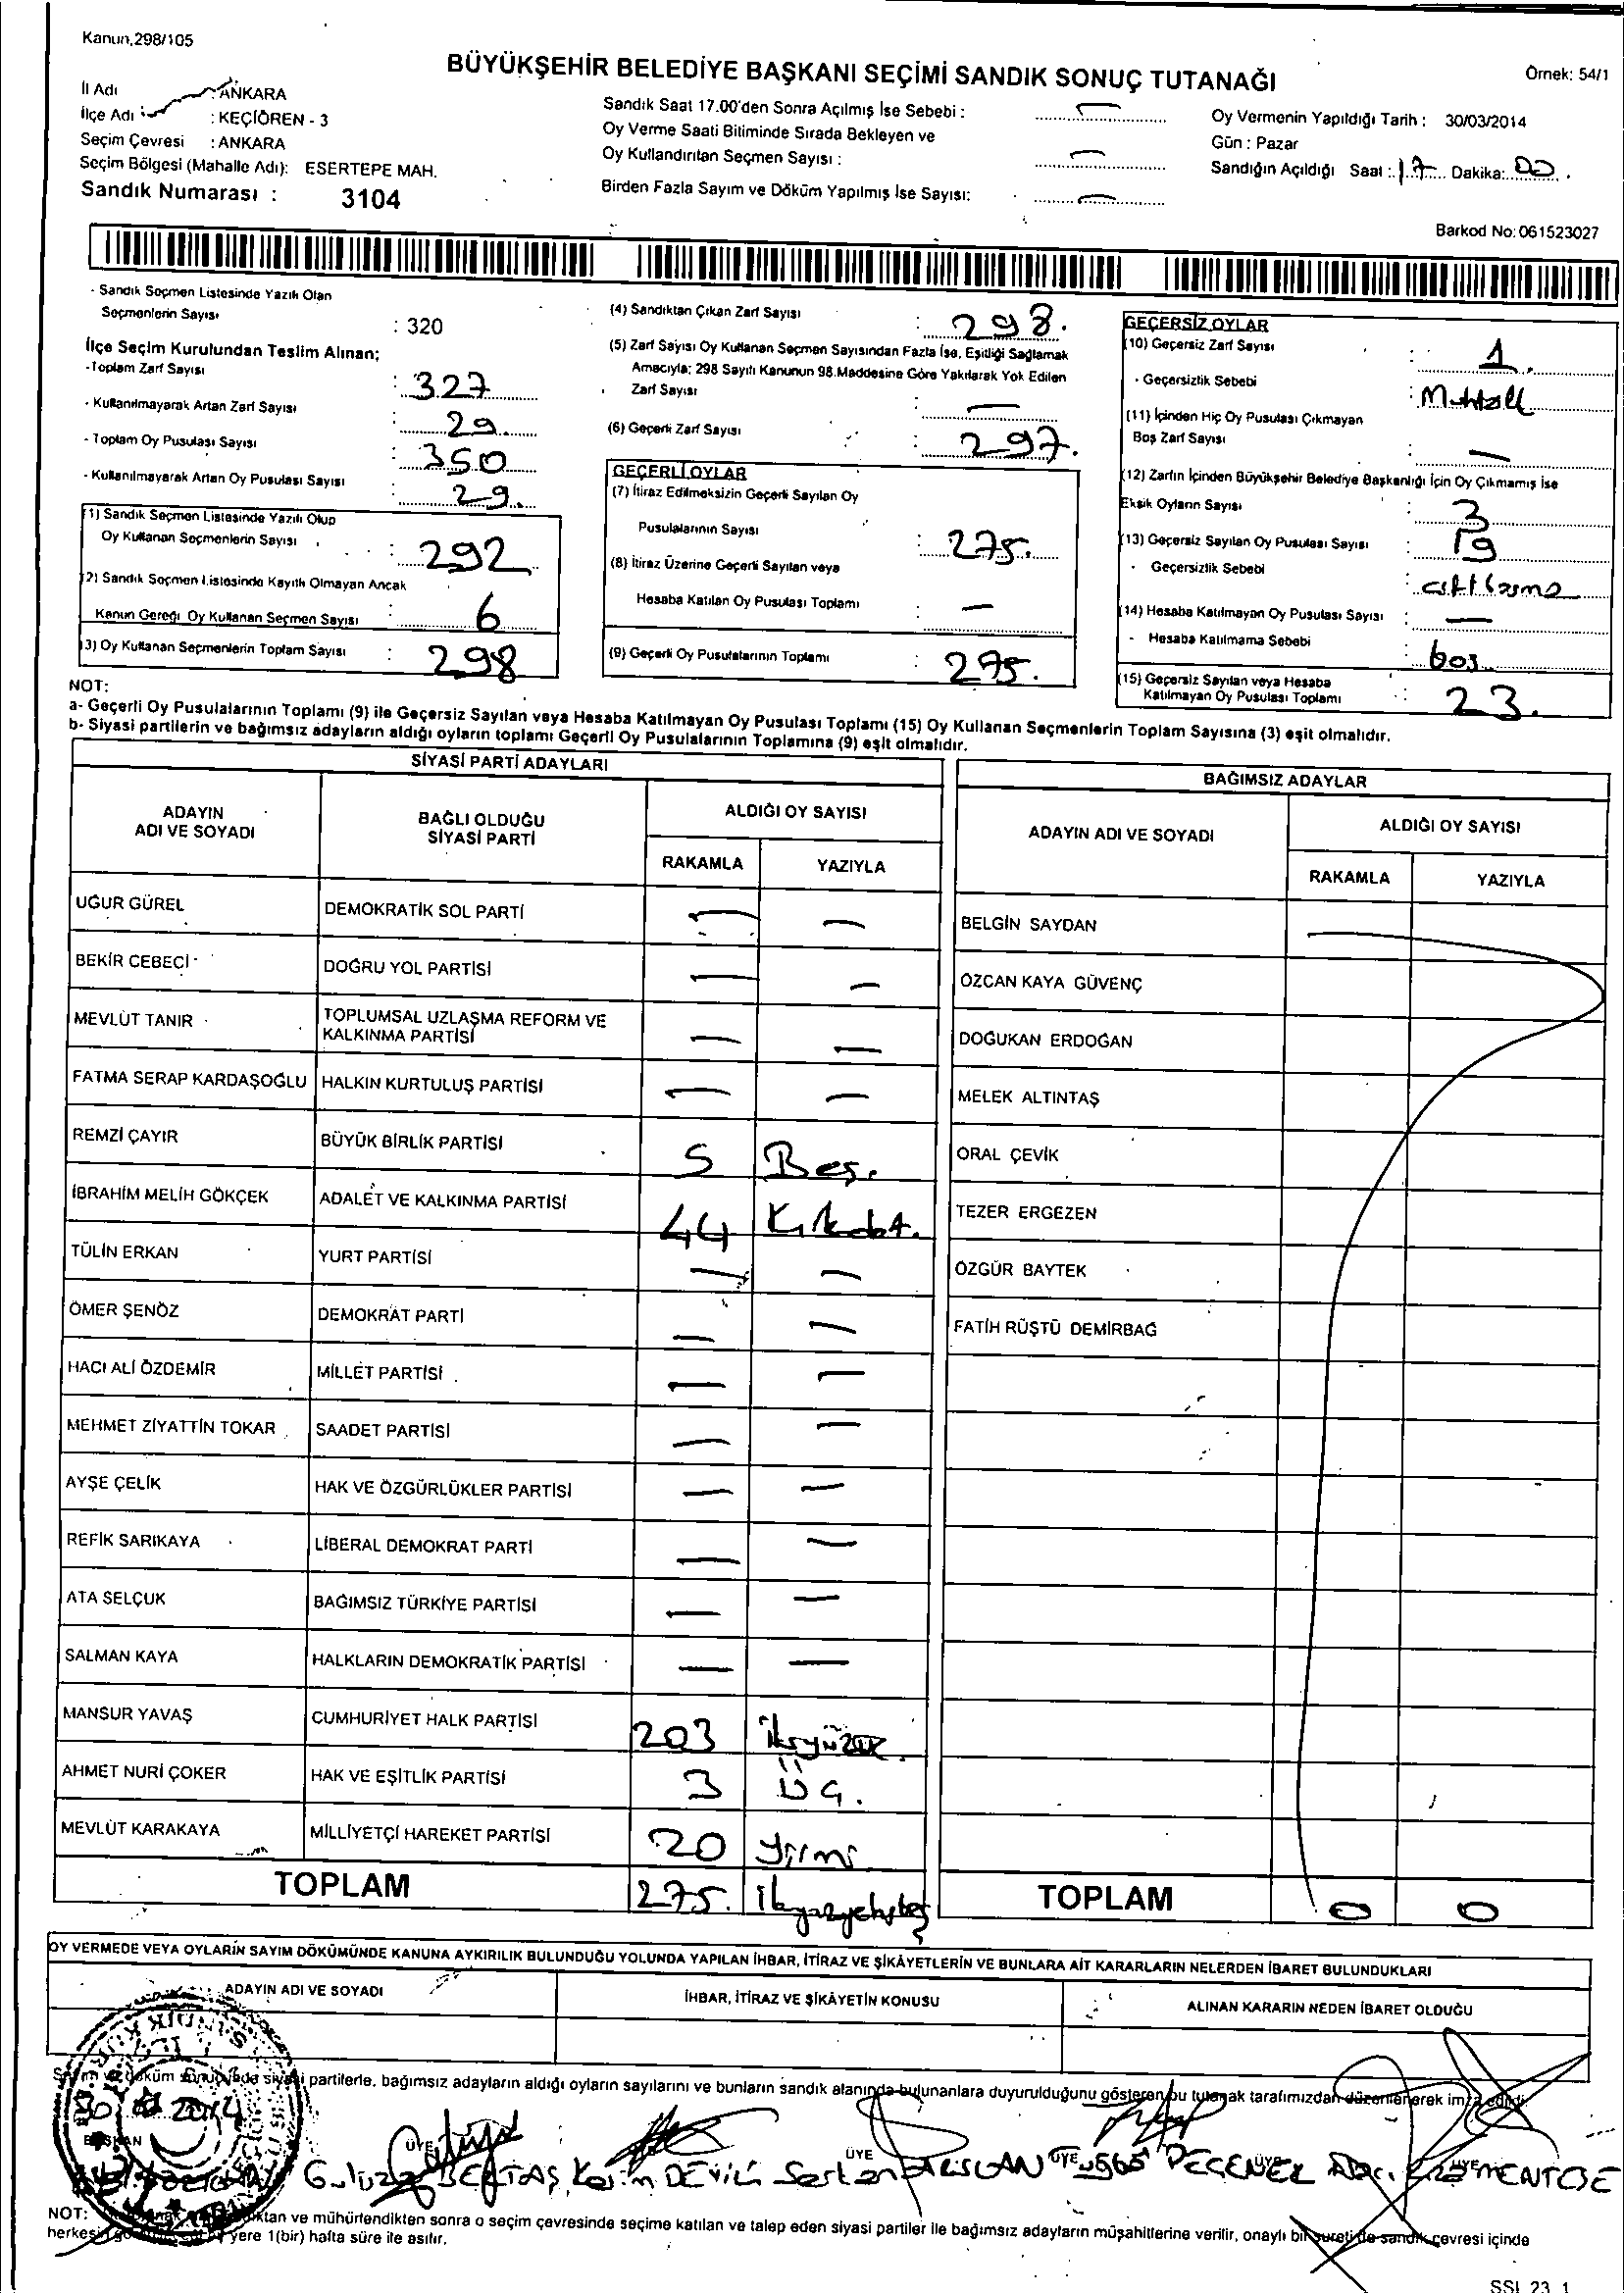 Kanun,298/105
BÜYÜKŞEHİR BELEDİYE BAŞKANI SEÇİMİ SANDIK SONUÇ TUTANAĞI
Örnek: 54/1
İl Adı : ANKARA
İlçe Adı : KEÇİÖREN - 3
Seçim Çevresi : ANKARA
Seçim Bölgesi (Mahalle Adı): ESERTEPE MAH.
Sandık Numarası : 3104
Sandık Saat 17.00'den Sonra Açılmış İse Sebebi : —
Oy Verme Saati Bitiminde Sırada Bekleyen ve
Oy Kullandırılan Seçmen Sayısı : —
Birden Fazla Sayım ve Döküm Yapılmış İse Sayısı: —
Oy Vermenin Yapıldığı Tarih : 30/03/2014
Gün : Pazar
Sandığın Açıldığı Saat : 17 Dakika: 00
Barkod No: 061523027
- Sandık Seçmen Listesinde Yazılı Olan
Seçmenlerin Sayısı : 320
İlçe Seçim Kurulundan Teslim Alınan;
-Toplam Zarf Sayısı : 327
- Kullanılmayarak Artan Zarf Sayısı : 29
- Toplam Oy Pusulası Sayısı : 350
- Kullanılmayarak Artan Oy Pusulası Sayısı : 29.
(1) Sandık Seçmen Listesinde Yazılı Olup
Oy Kullanan Seçmenlerin Sayısı : 292
(2) Sandık Seçmen Listesinde Kayıtlı Olmayan Ancak
Kanun Gereği Oy Kullanan Seçmen Sayısı : 6
(3) Oy Kullanan Seçmenlerin Toplam Sayısı : 298
(4) Sandıktan Çıkan Zarf Sayısı : 298.
(5) Zarf Sayısı Oy Kullanan Seçmen Sayısından Fazla İse, Eşitliği Sağlamak
Amacıyla; 298 Sayılı Kanunun 98.Maddesine Göre Yakılarak Yok Edilen
Zarf Sayısı : —
(6) Geçerli Zarf Sayısı : 297.
GEÇERLİ OYLAR
(7) İtiraz Edilmeksizin Geçerli Sayılan Oy
Pusulalarının Sayısı : 275.
(8) İtiraz Üzerine Geçerli Sayılan veya
Hesaba Katılan Oy Pusulası Toplamı : —
(9) Geçerli Oy Pusulalarının Toplamı : 275.
GEÇERSİZ OYLAR
(10) Geçersiz Zarf Sayısı : 1.
- Geçersizlik Sebebi :
(11) İçinden Hiç Oy Pusulası Çıkmayan
Boş Zarf Sayısı : —
(12) Zarfın İçinden Büyükşehir Belediye Başkanlığı İçin Oy Çıkmamış İse
Eksik Oyların Sayısı : 3
(13) Geçersiz Sayılan Oy Pusulası Sayısı : 19
- Geçersizlik Sebebi :
(14) Hesaba Katılmayan Oy Pusulası Sayısı : —
- Hesaba Katılmama Sebebi : boş
(15) Geçersiz Sayılan veya Hesaba
Katılmayan Oy Pusulası Toplamı : 23.
NOT:
a- Geçerli Oy Pusulalarının Toplamı (9) ile Geçersiz Sayılan veya Hesaba Katılmayan Oy Pusulası Toplamı (15) Oy Kullanan Seçmenlerin Toplam Sayısına (3) eşit olmalıdır.
b- Siyasi partilerin ve bağımsız adayların aldığı oyların toplamı Geçerli Oy Pusulalarının Toplamına (9) eşit olmalıdır.
SİYASİ PARTİ ADAYLARI
ADAYIN ADI VE SOYADI
BAĞLI OLDUĞU SİYASİ PARTİ
ALDIĞI OY SAYISI
RAKAMLA YAZIYLA
UĞUR GÜREL DEMOKRATİK SOL PARTİ — —
BEKİR CEBECİ DOĞRU YOL PARTİSİ — —
MEVLÜT TANIR TOPLUMSAL UZLAŞMA REFORM VE KALKINMA PARTİSİ — —
FATMA SERAP KARDAŞOĞLU HALKIN KURTULUŞ PARTİSİ — —
REMZİ ÇAYIR BÜYÜK BİRLİK PARTİSİ 5 Beş.
İBRAHİM MELİH GÖKÇEK ADALET VE KALKINMA PARTİSİ 44
TÜLİN ERKAN YURT PARTİSİ — —
ÖMER ŞENÖZ DEMOKRAT PARTİ — —
HACI ALİ ÖZDEMİR MİLLET PARTİSİ — —
MEHMET ZİYATTİN TOKAR SAADET PARTİSİ — —
AYŞE ÇELİK HAK VE ÖZGÜRLÜKLER PARTİSİ — —
REFİK SARIKAYA LİBERAL DEMOKRAT PARTİ — —
ATA SELÇUK BAĞIMSIZ TÜRKİYE PARTİSİ — —
SALMAN KAYA HALKLARIN DEMOKRATİK PARTİSİ — —
MANSUR YAVAŞ CUMHURİYET HALK PARTİSİ 203
AHMET NURİ ÇOKER HAK VE EŞİTLİK PARTİSİ 3 ÜÇ.
MEVLÜT KARAKAYA MİLLİYETÇİ HAREKET PARTİSİ 20 Yirmi
TOPLAM 275.
BAĞIMSIZ ADAYLAR
ADAYIN ADI VE SOYADI
ALDIĞI OY SAYISI
RAKAMLA YAZIYLA
BELGİN SAYDAN
ÖZCAN KAYA GÜVENÇ
DOĞUKAN ERDOĞAN
MELEK ALTINTAŞ
ORAL ÇEVİK
TEZER ERGEZEN
ÖZGÜR BAYTEK
FATİH RÜŞTÜ DEMİRBAĞ
TOPLAM 0 0
OY VERMEDE VEYA OYLARIN SAYIM DÖKÜMÜNDE KANUNA AYKIRILIK BULUNDUĞU YOLUNDA YAPILAN İHBAR, İTİRAZ VE ŞİKÂYETLERİN VE BUNLARA AİT KARARLARIN NELERDEN İBARET BULUNDUKLARI
ADAYIN ADI VE SOYADI
İHBAR, İTİRAZ VE ŞİKÂYETİN KONUSU
ALINAN KARARIN NEDEN İBARET OLDUĞU
partilerle, bağımsız adayların aldığı oyların sayılarını ve bunların sandık alanında bulunanlara duyurulduğunu gösteren bu tutanak tarafımızdan düzenlenerek imza edildi.
30 2014
BAŞKAN ÜYE ÜYE ÜYE
BEKTAŞ Kerim DEVİLİ Serkan ARSLAN
NOT: ve mühürlendikten sonra o seçim çevresinde seçime katılan ve talep eden siyasi partiler ile bağımsız adayların müşahitlerine verilir, onaylı bir sureti de sandık çevresi içinde
yere 1(bir) hafta süre ile asılır.
SSI 23 1